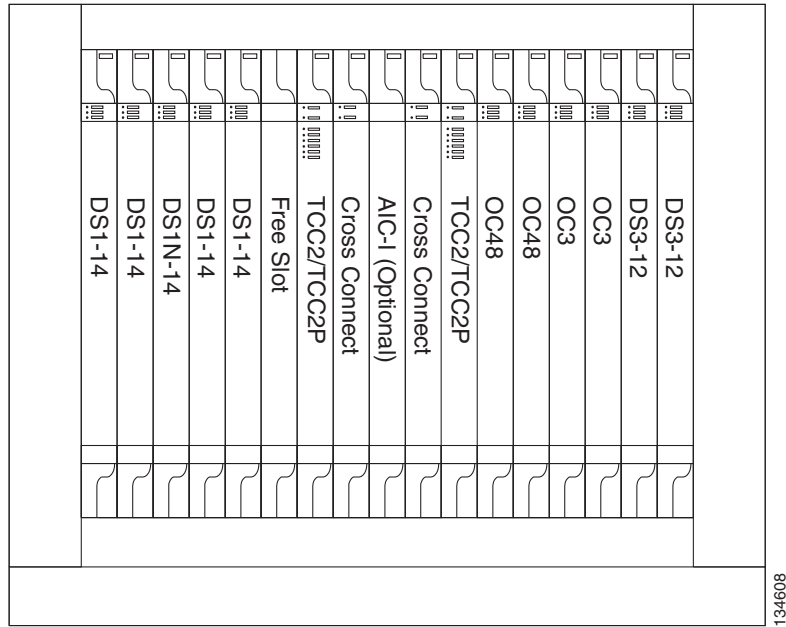 DS1-14
DS1-14
DS1N-14
DS1-14
DS1-14
Free Slot
TCC2/TCC2P
Cross Connect
AIC-I (Optional)
Cross Connect
TCC2/TCC2P
OC48
OC48
OC3
OC3
DS3-12
DS3-12
134608